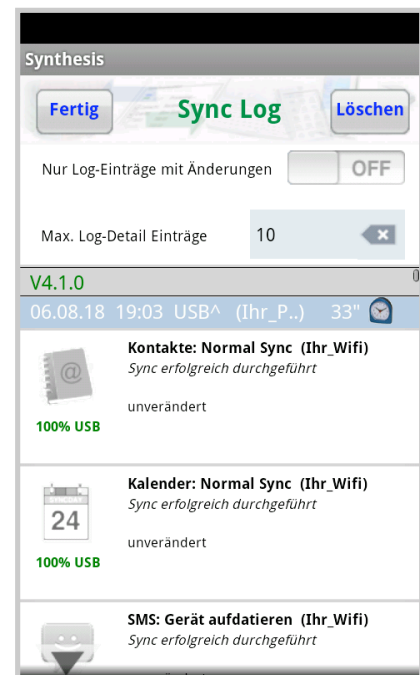 Synthesis
Fertig Sync Log Löschen
Nur Log-Einträge mit Änderungen OFF
Max. Log-Detail Einträge 10
V4.1.0
06.08.18 19:03 USB^ (Ihr_P..) 33"
Kontakte: Normal Sync (Ihr_Wifi)
Sync erfolgreich durchgeführt
unverändert
@
100% USB
Kalender: Normal Sync (Ihr_Wifi)
Sync erfolgreich durchgeführt
24
unverändert
100% USB
SMS: Gerät aufdatieren (Ihr_Wifi)
Sync erfolgreich durchgeführt